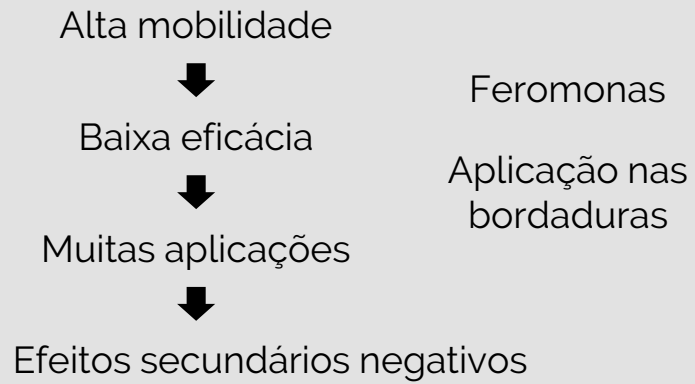 Alta mobilidade
Baixa eficácia
Muitas aplicações
Efeitos secundários negativos
Feromonas
Aplicação nas
bordaduras